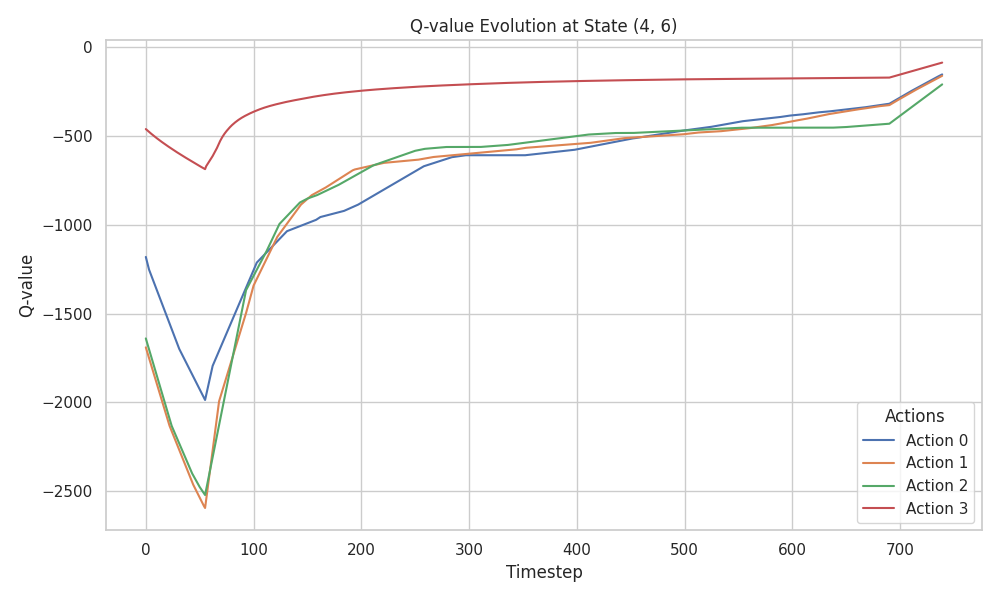 Q-value Evolution at State (4, 6)
0
−500
−1000
−1500
−2000
−2500
Q-value
0 100 200 300 400 500 600 700
Timestep
Actions
Action 0
Action 1
Action 2
Action 3